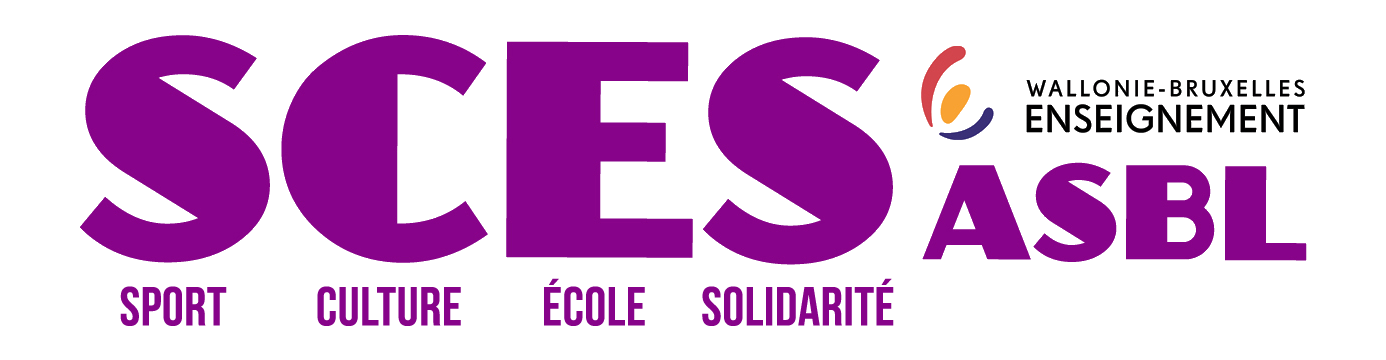 SCES
SPORT CULTURE ÉCOLE SOLIDARITÉ
WALLONIE-BRUXELLES
ENSEIGNEMENT
ASBL